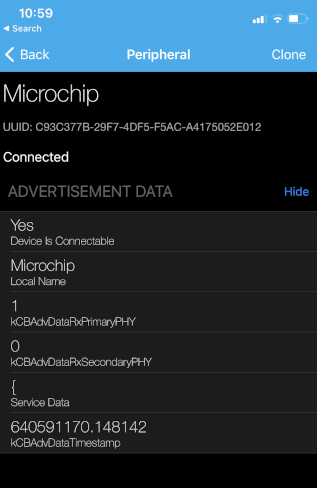 10:59
◀ Search
Back
Peripheral
Clone
Microchip
UUID: C93C377B-29F7-4DF5-F5AC-A4175052E012
Connected
ADVERTISEMENT DATA
Hide
Yes
Device Is Connectable
Microchip
Local Name
1
kCBAdvDataRxPrimaryPHY
0
kCBAdvDataRxSecondaryPHY
{
Service Data
640591170.148142
kCBAdvDataTimestamp